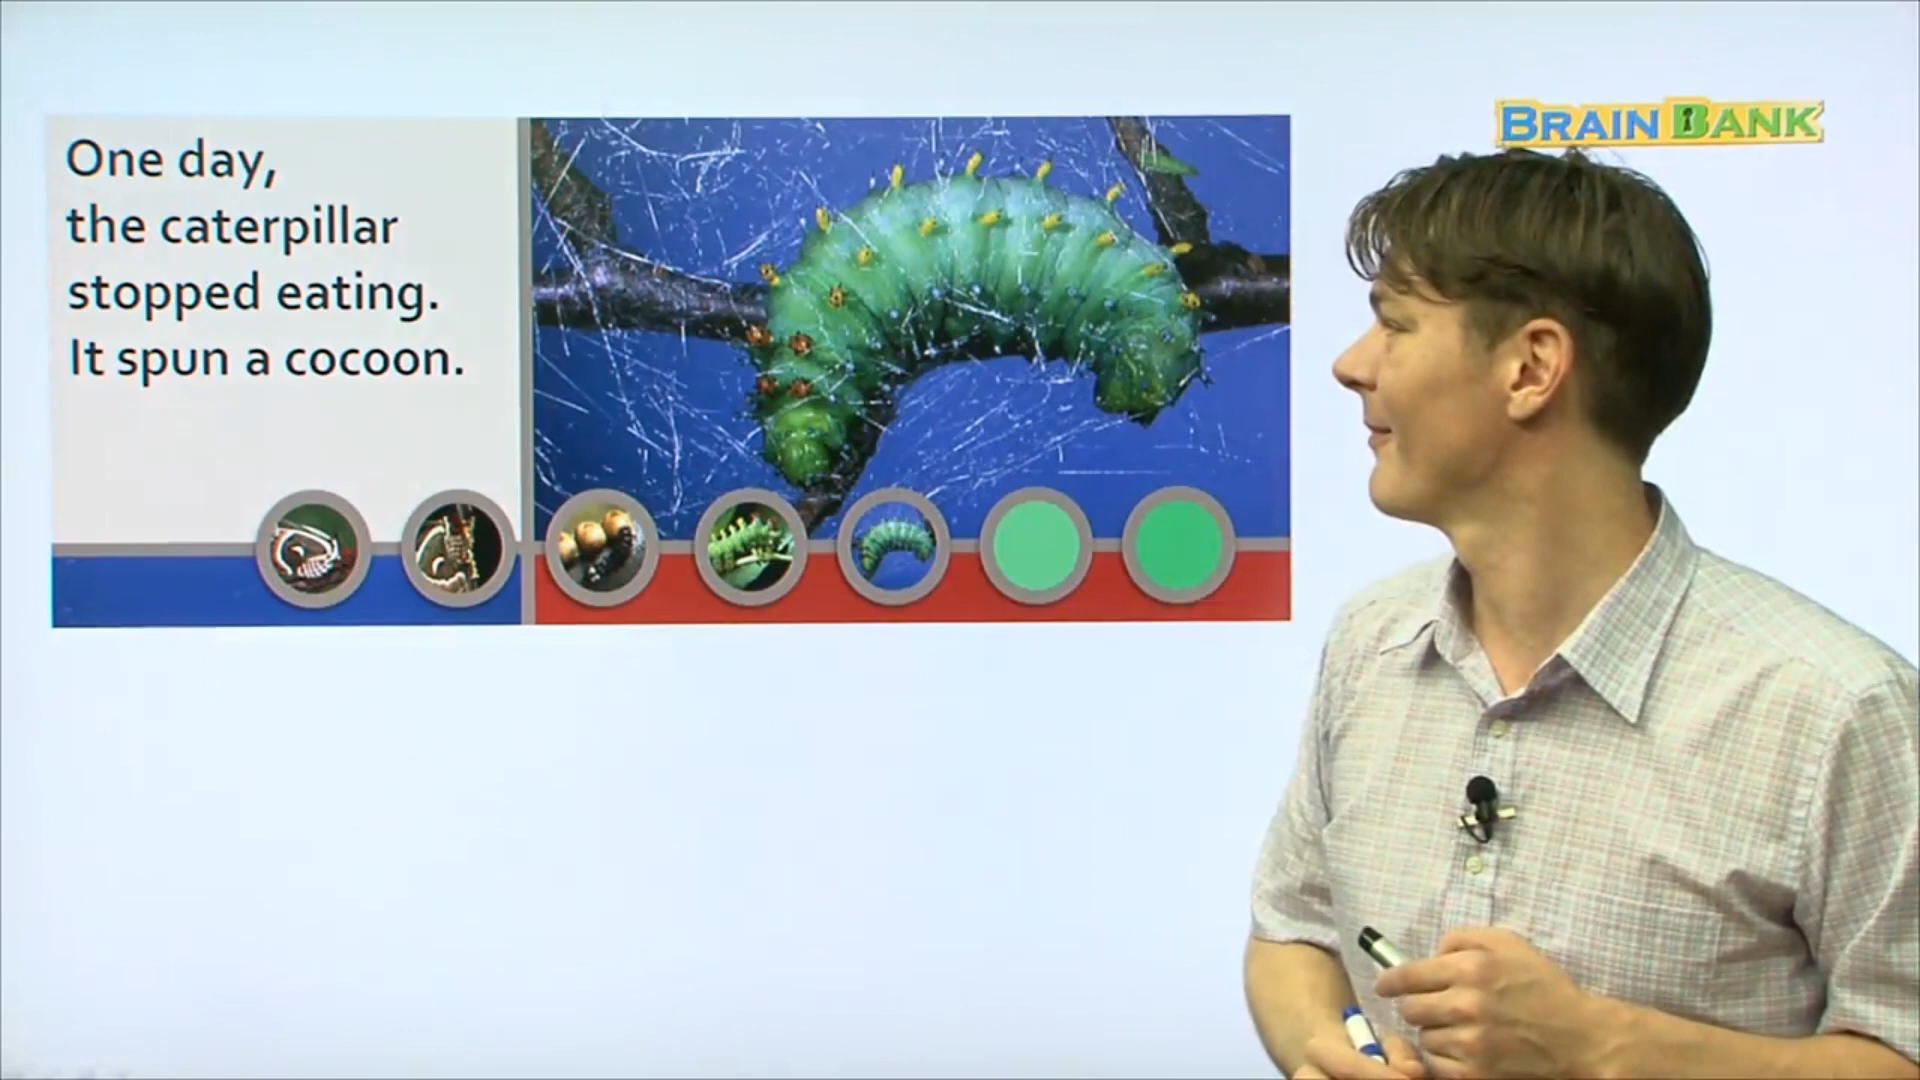 One day,
the caterpillar
stopped eating.
It spun a cocoon.
BRAIN BANK